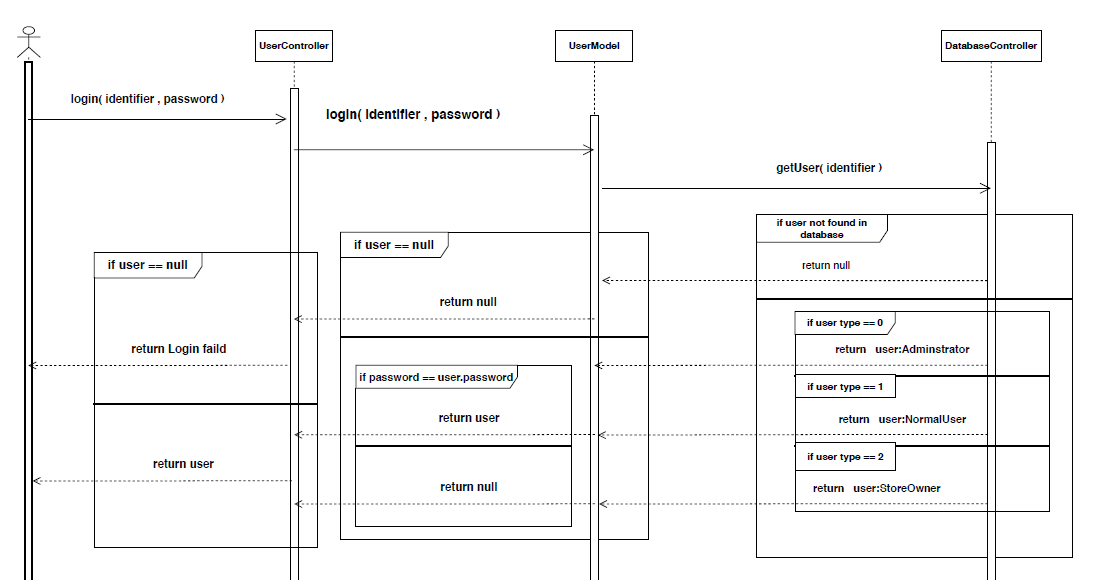 UserController
UserModel
DatabaseController
login( identifier , password )
login( identifier , password )
getUser( identifier )
if user not found in
database
return null
if user == null
if user == null
return null
if user type == 0
return user:Adminstrator
return Login faild
if password == user.password
if user type == 1
return user
return user:NormalUser
if user type == 2
return user
return null
return user:StoreOwner